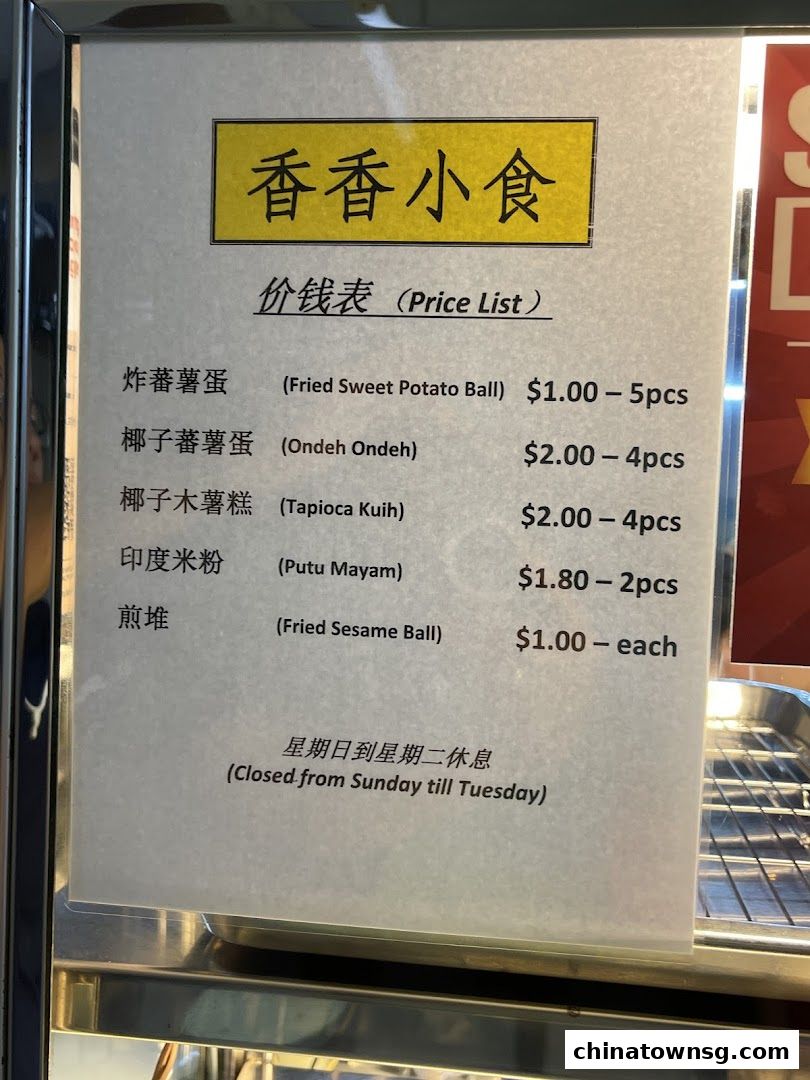 香香小食
价钱表 （Price List）
炸蕃薯蛋 (Fried Sweet Potato Ball) $1.00 – 5pcs
椰子蕃薯蛋 (Ondeh Ondeh) $2.00 – 4pcs
椰子木薯糕 (Tapioca Kuih) $2.00 – 4pcs
印度米粉 (Putu Mayam) $1.80 – 2pcs
煎堆 (Fried Sesame Ball) $1.00 – each
星期日到星期二休息
(Closed from Sunday till Tuesday)
chinatownsg.com